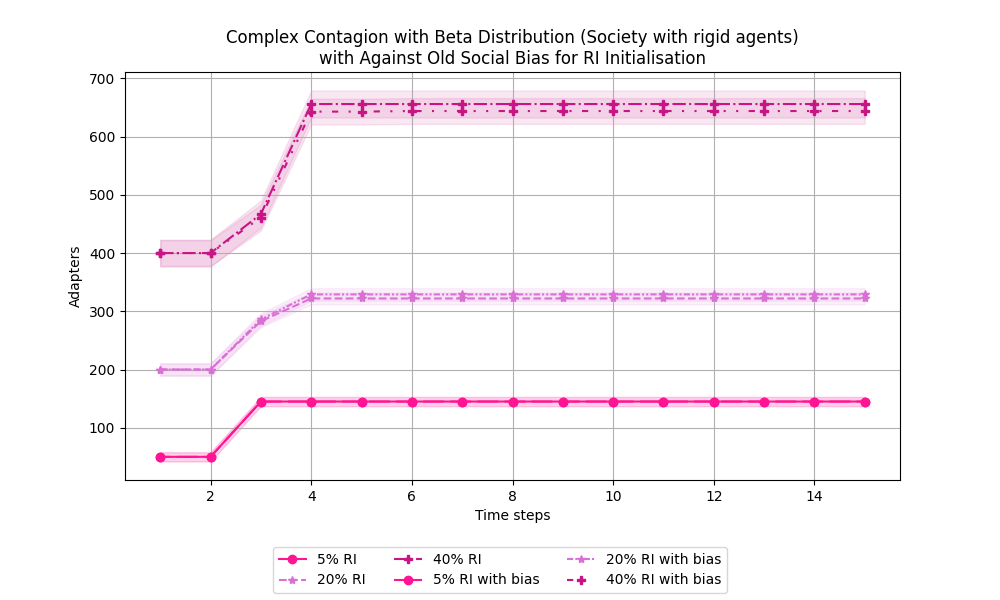 Complex Contagion with Beta Distribution (Society with rigid agents)
with Against Old Social Bias for RI Initialisation
700
600
500
400
300
200
100
Adapters
2
4
6
8
10
12
14
Time steps
5% RI
20% RI
40% RI
5% RI with bias
20% RI with bias
40% RI with bias